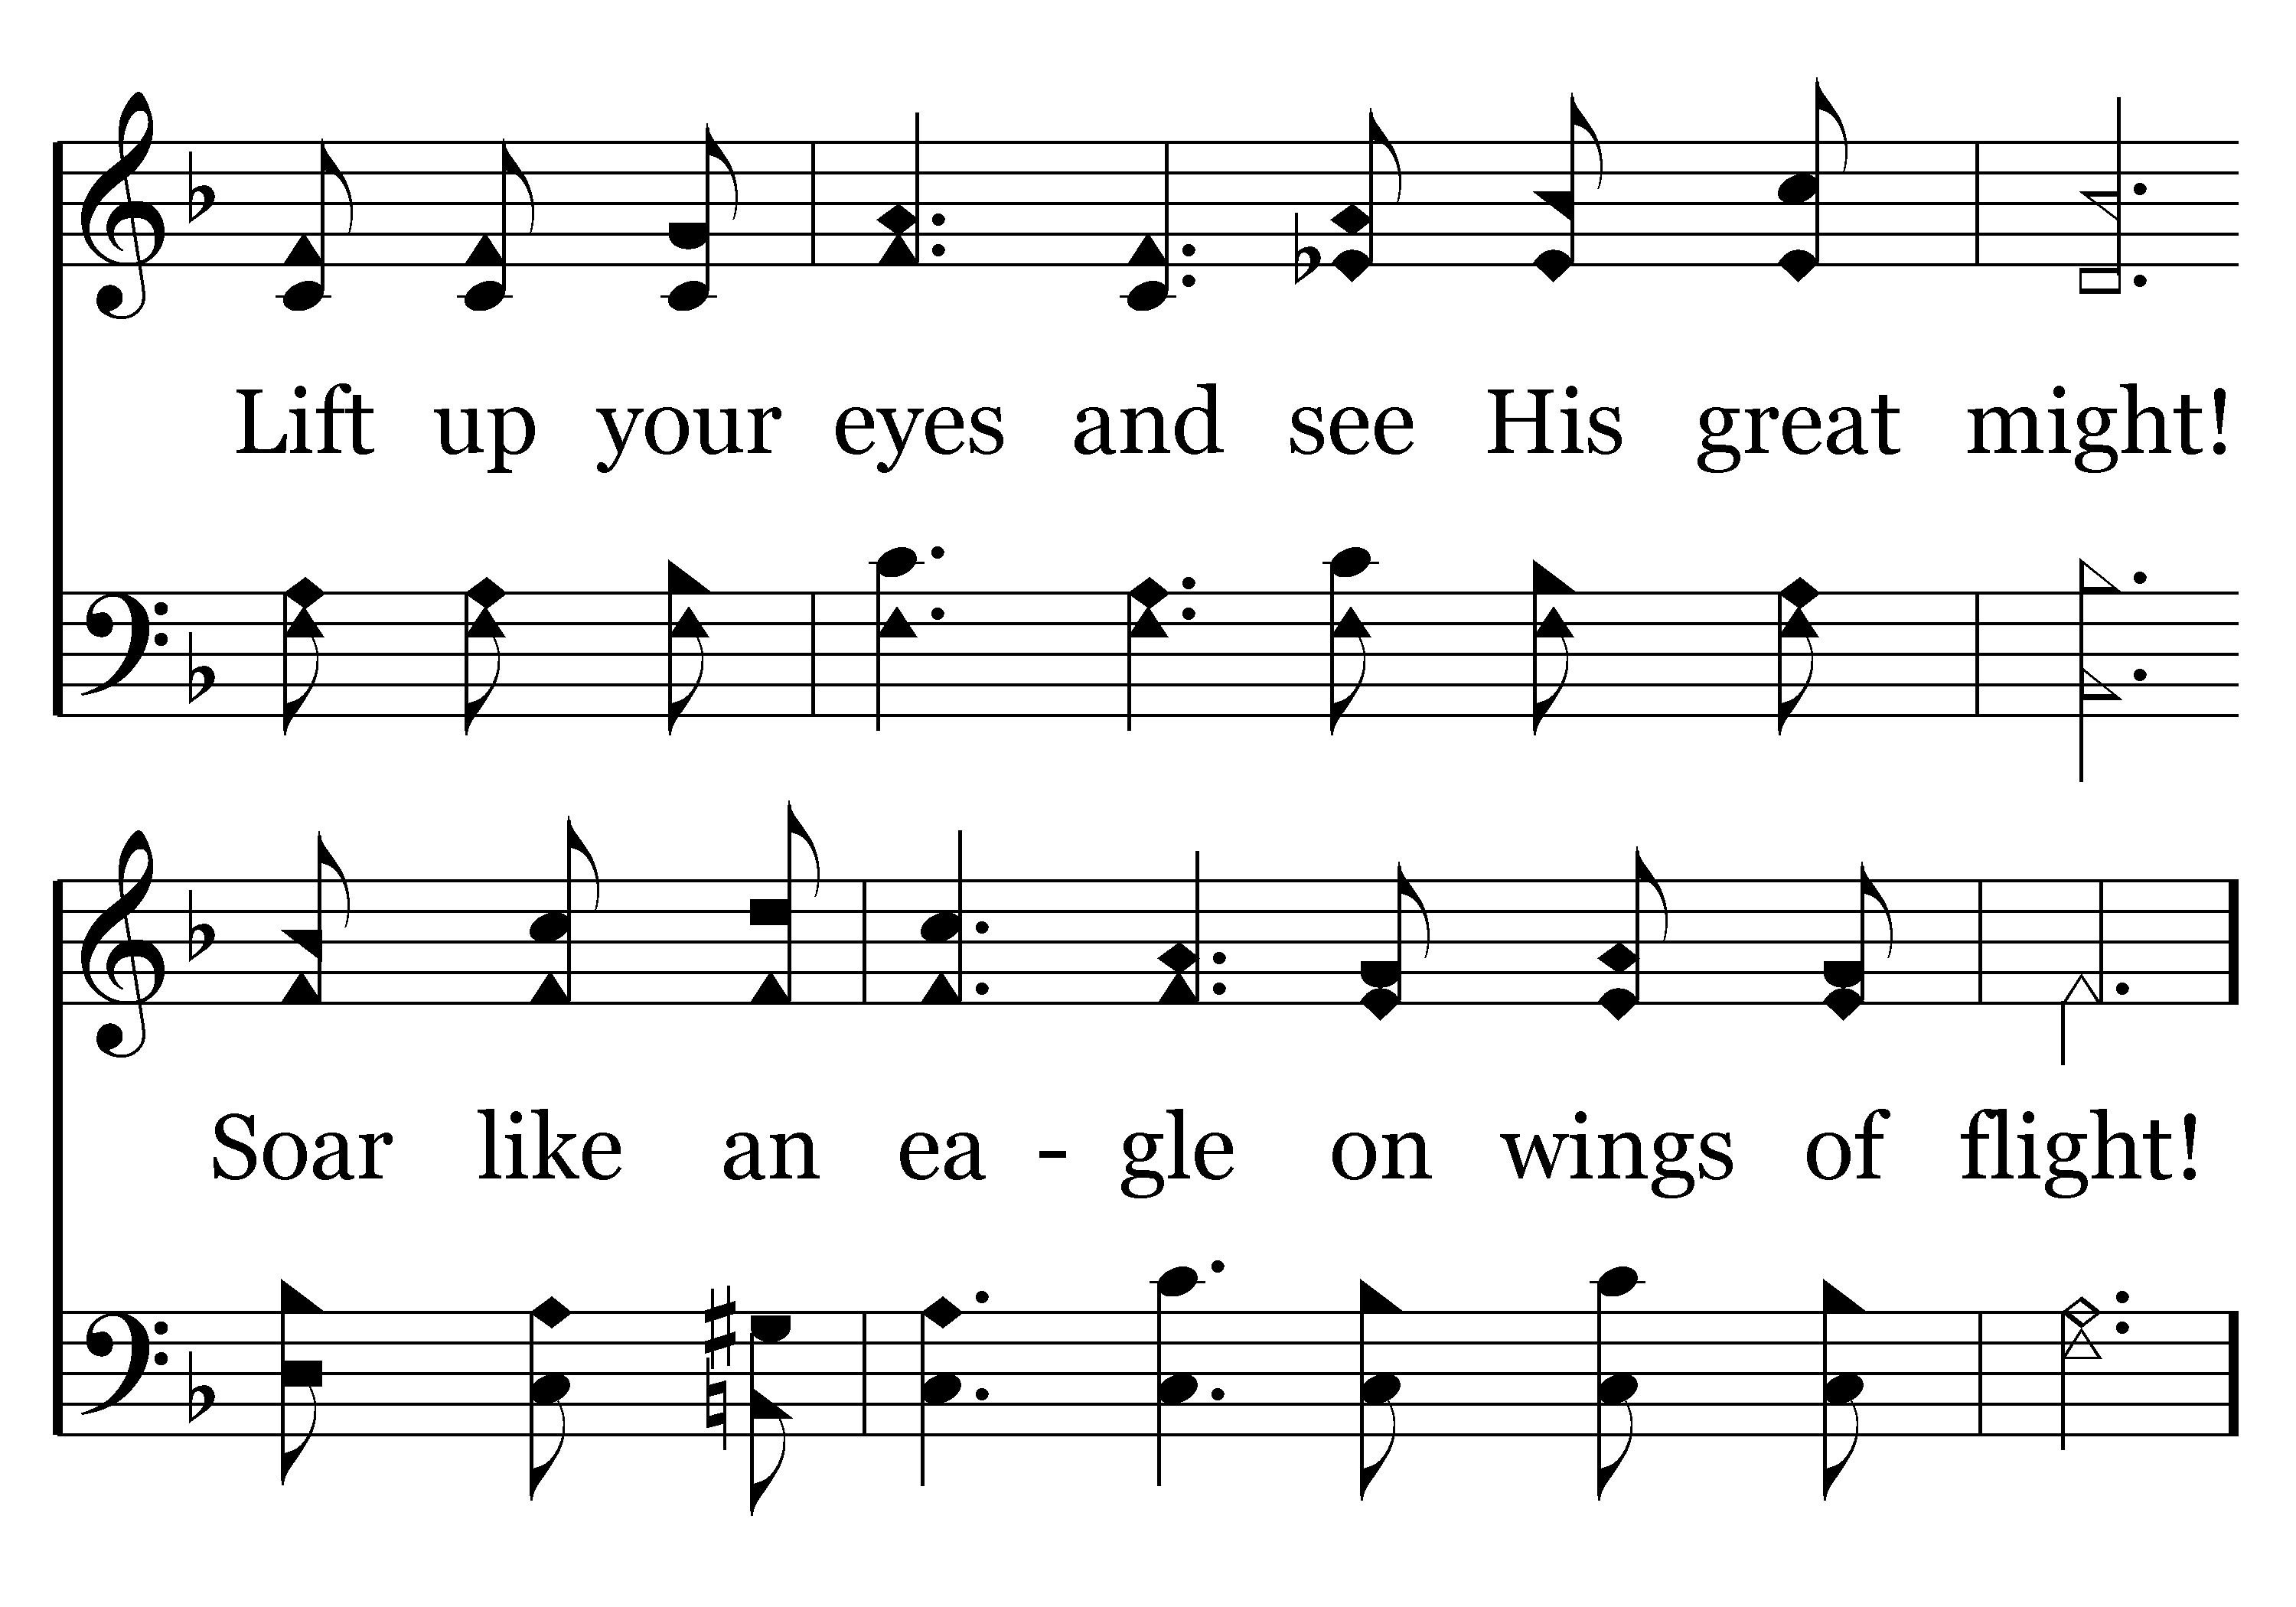 Lift up your eyes and see His great might!
Soar like an ea - gle on wings of flight!